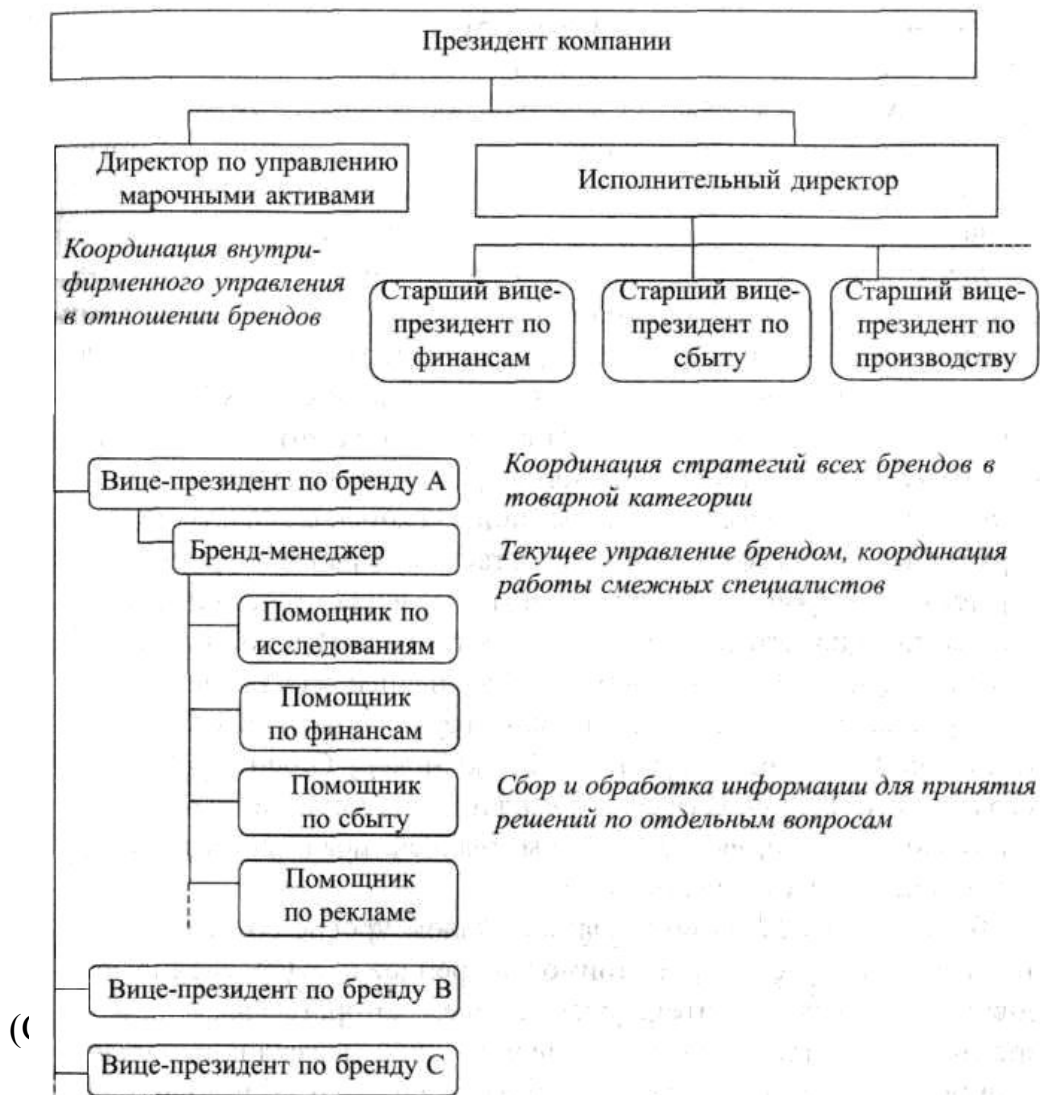 Президент компании
Директор по управлению
марочными активами
Исполнительный директор
Координация внутри-
фирменного управления
в отношении брендов
Старший вице-
президент по
финансам
Старший вице-
президент по
сбыту
Старший вице-
президент по
производству
Вице-президент по бренду А
Координация стратегий всех брендов в
товарной категории
Бренд-менеджер
Текущее управление брендом, координация
работы смежных специалистов
Помощник по
исследованиям
Помощник
по финансам
Помощник
по сбыту
Сбор и обработка информации для принятия
решений по отдельным вопросам
Помощник
по рекламе
Вице-президент по бренду В
Вице-президент по бренду С